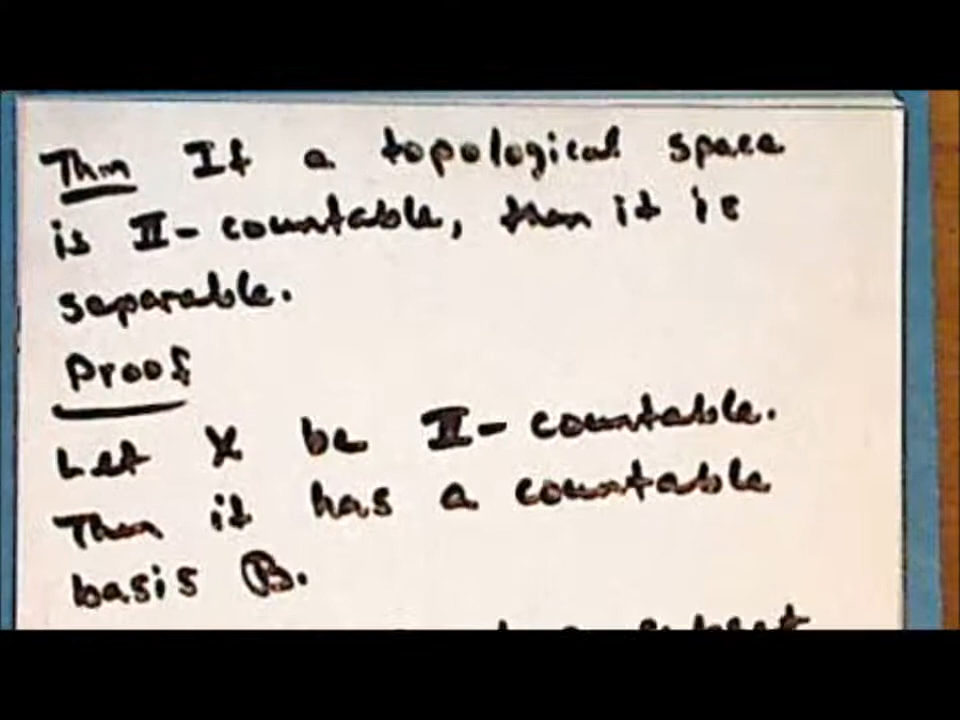 Thm If a topological space
is II-countable, then it is
separable.
Proof
Let X be II-countable.
Then it has a countable
basis B.
subset